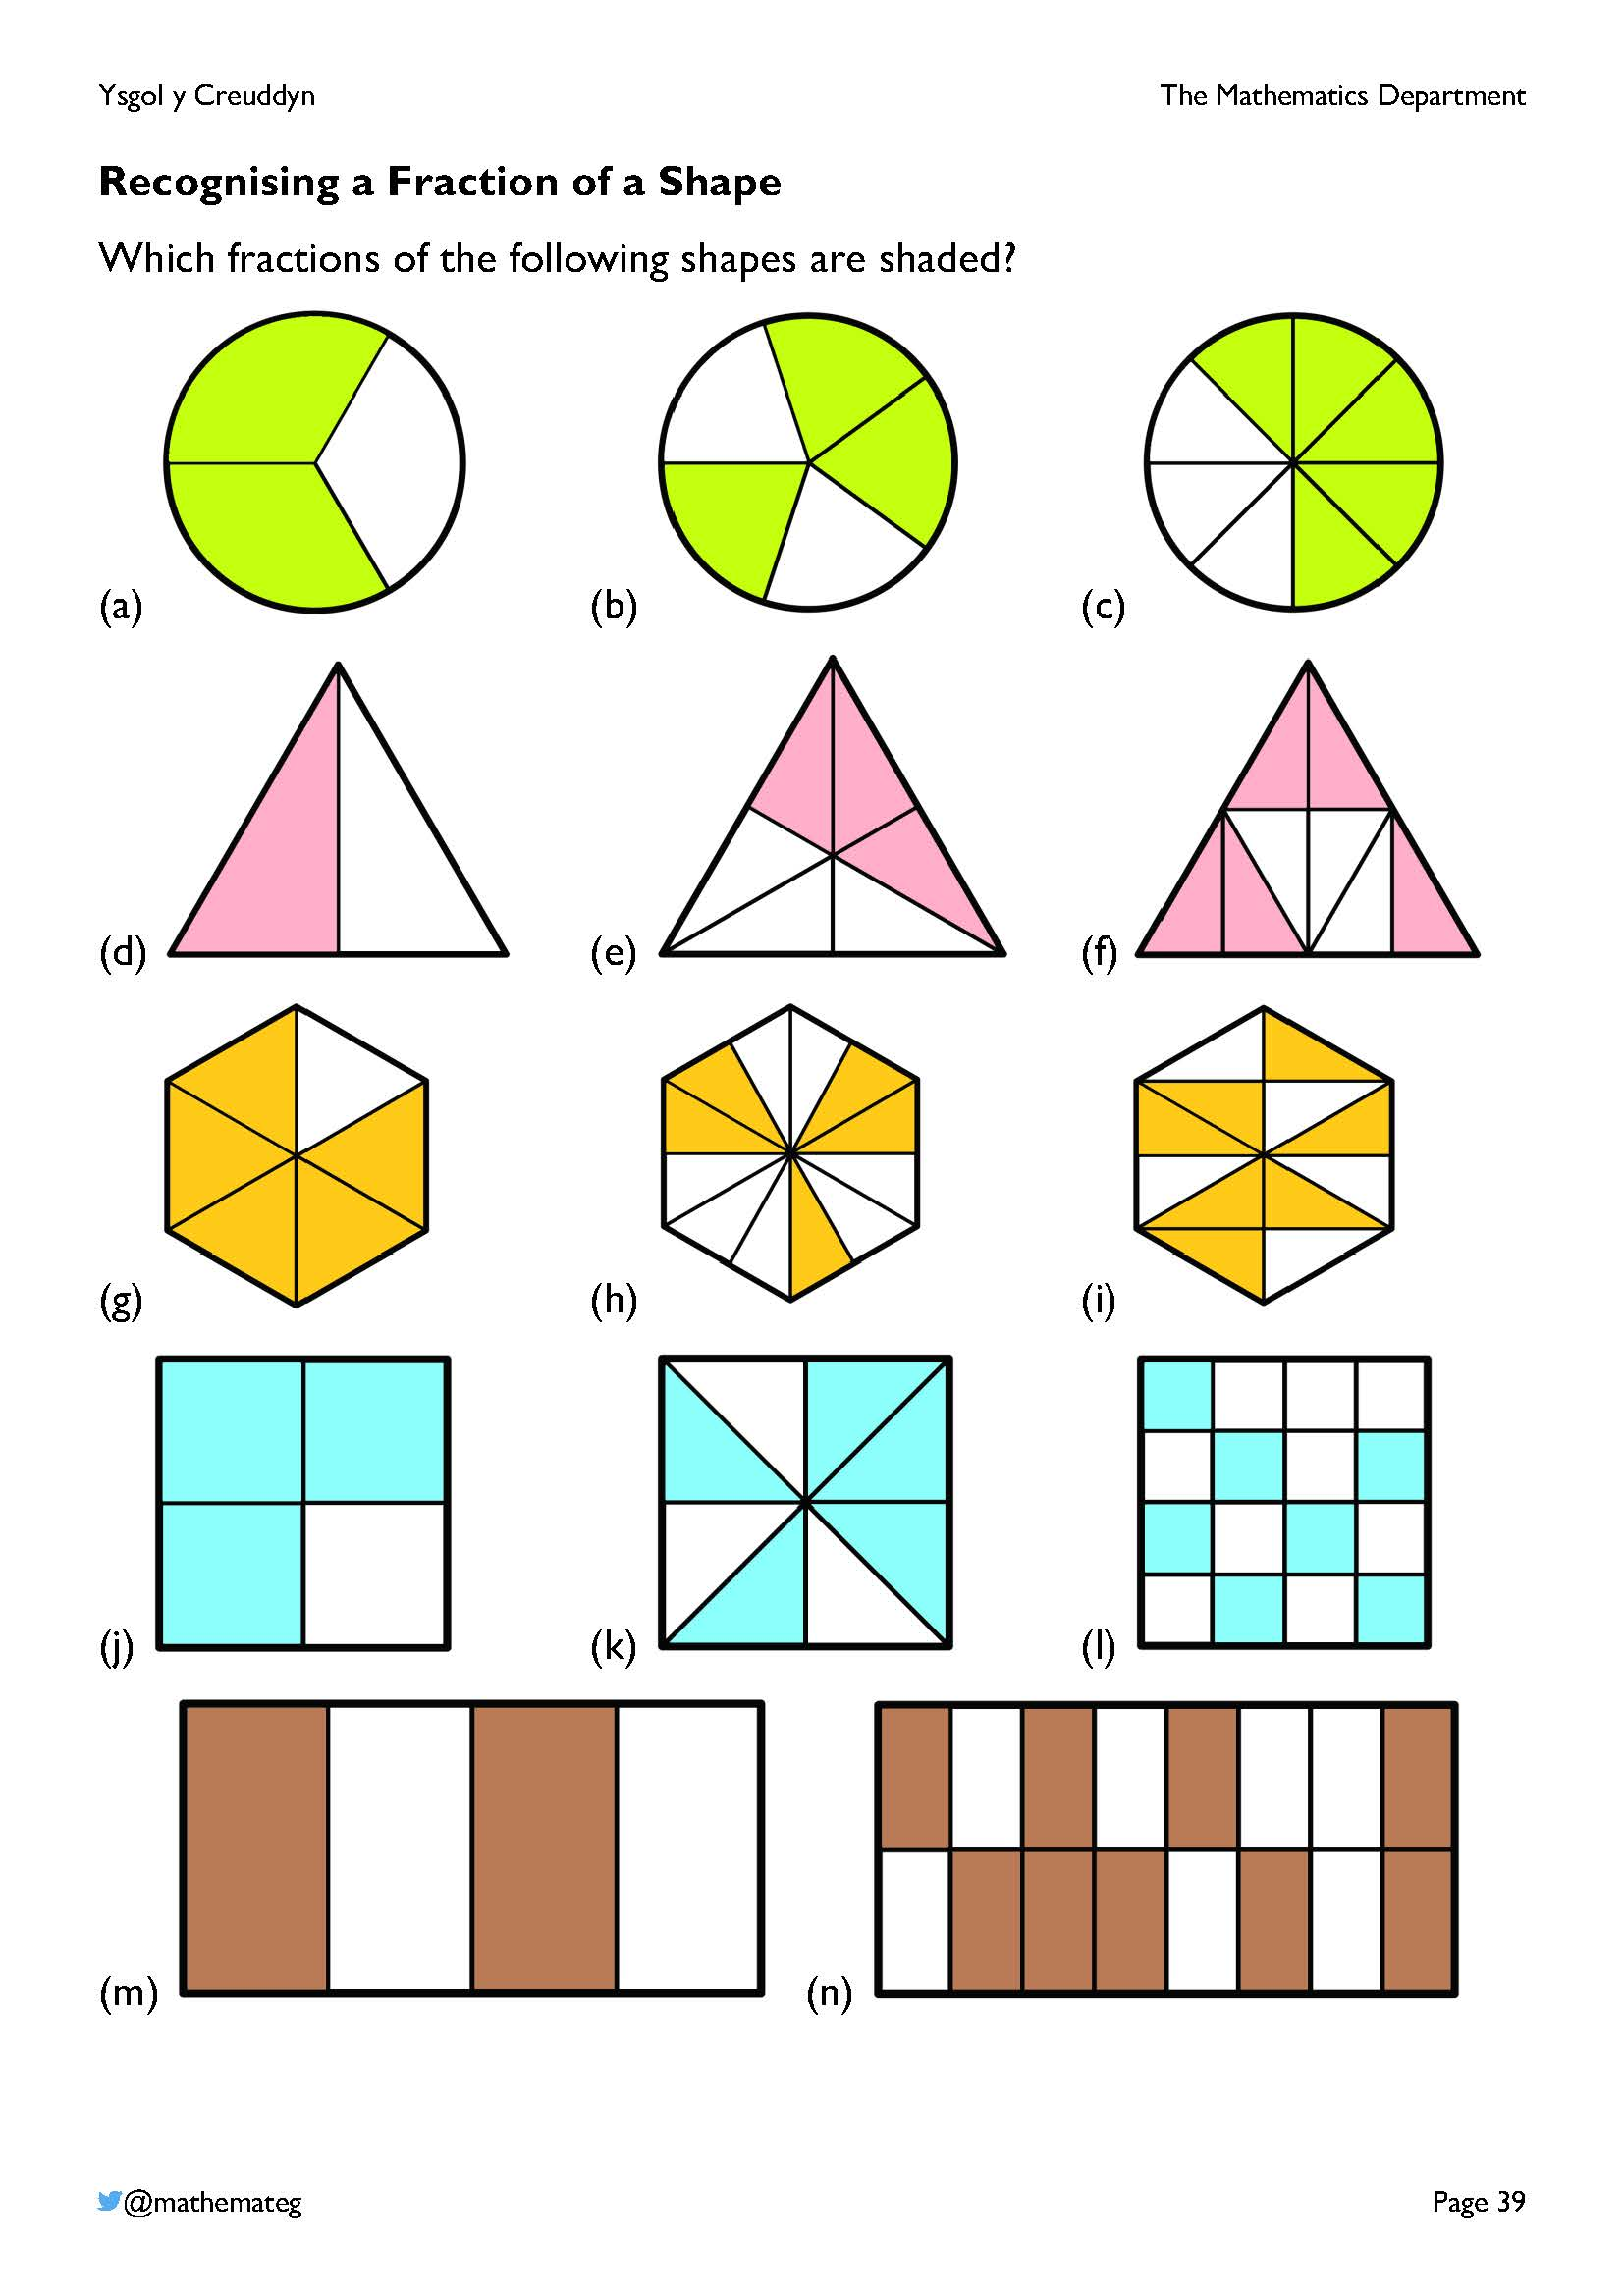 Ysgol y Creuddyn The Mathematics Department
Recognising a Fraction of a Shape
Which fractions of the following shapes are shaded?
(a) (b) (c)
(d) (e) (f)
(g) (h) (i)
(j) (k) (l)
(m) (n)
@mathemateg Page 39